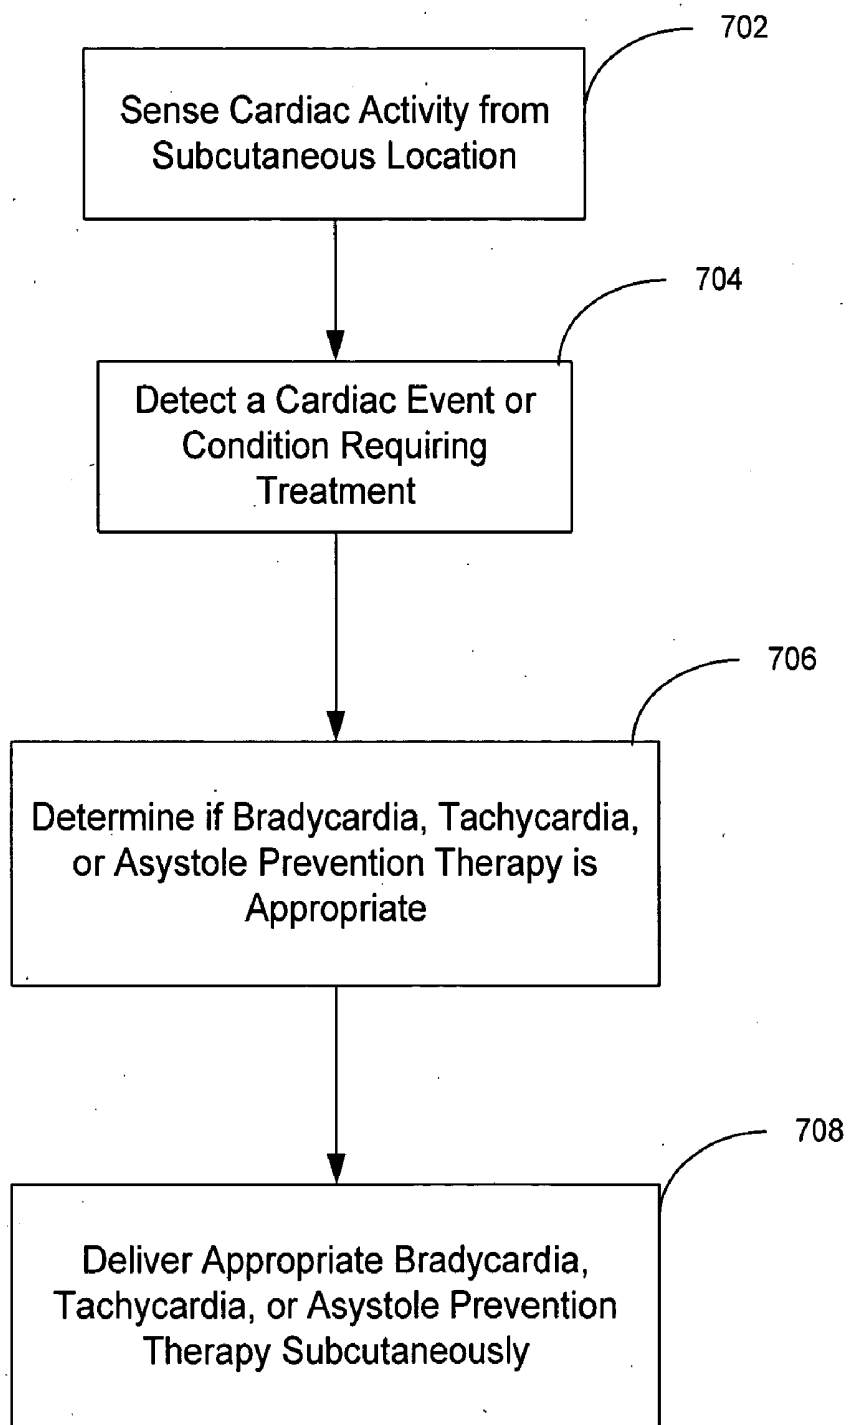 702
Sense Cardiac Activity from
Subcutaneous Location
704
Detect a Cardiac Event or
Condition Requiring
Treatment
706
Determine if Bradycardia, Tachycardia,
or Asystole Prevention Therapy is
Appropriate
708
Deliver Appropriate Bradycardia,
Tachycardia, or Asystole Prevention
Therapy Subcutaneously